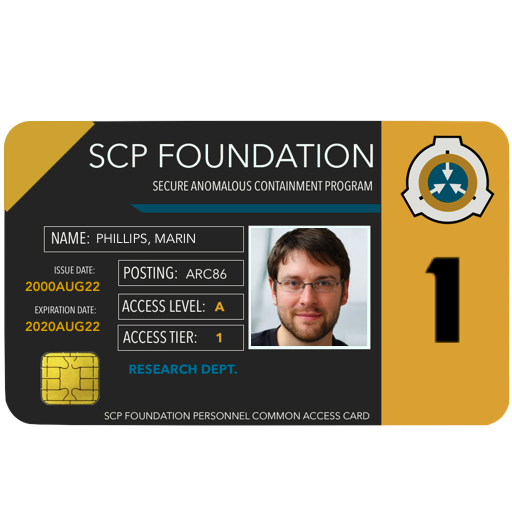 SCP FOUNDATION
SECURE ANOMALOUS CONTAINMENT PROGRAM
NAME: PHILLIPS, MARIN
ISSUE DATE:
2000AUG22
EXPIRATION DATE:
2020AUG22
POSTING: ARC86
ACCESS LEVEL: A
ACCESS TIER: 1
RESEARCH DEPT.
SCP FOUNDATION PERSONNEL COMMON ACCESS CARD
1